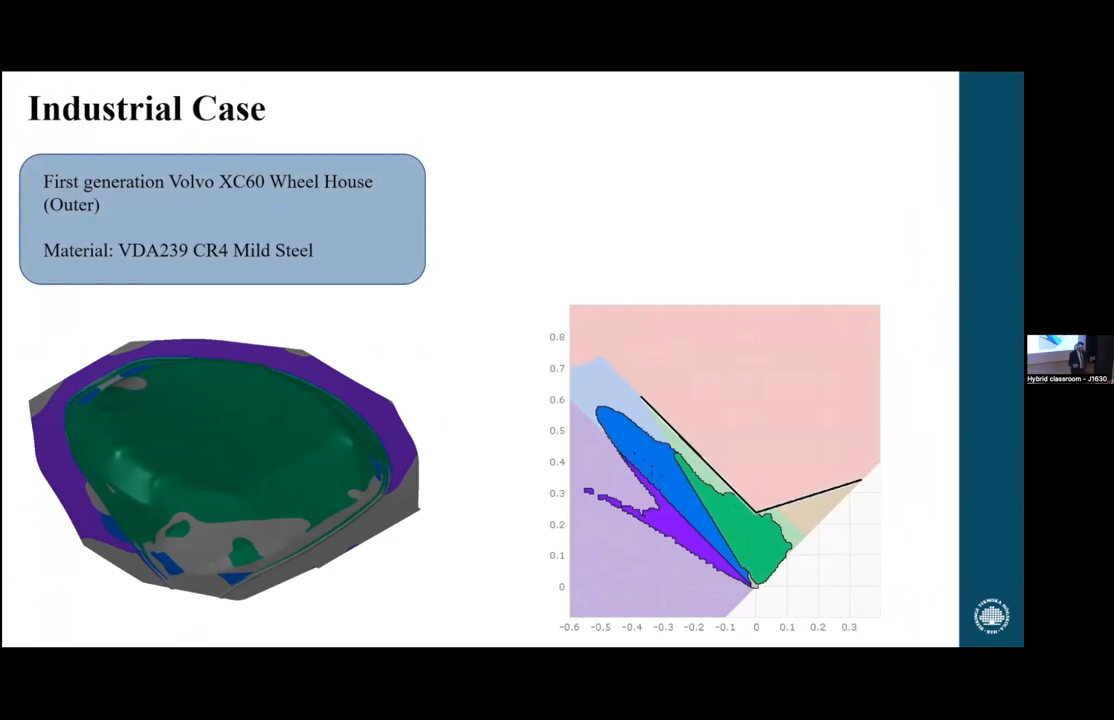 Industrial Case
First generation Volvo XC60 Wheel House
(Outer)
Material: VDA239 CR4 Mild Steel
0.8
0.7
0.6
0.5
0.4
0.3
0.2
0.1
0
-0.6 -0.5 -0.4 -0.3 -0.2 -0.1 0 0.1 0.2 0.3
Hybrid classroom - J1630